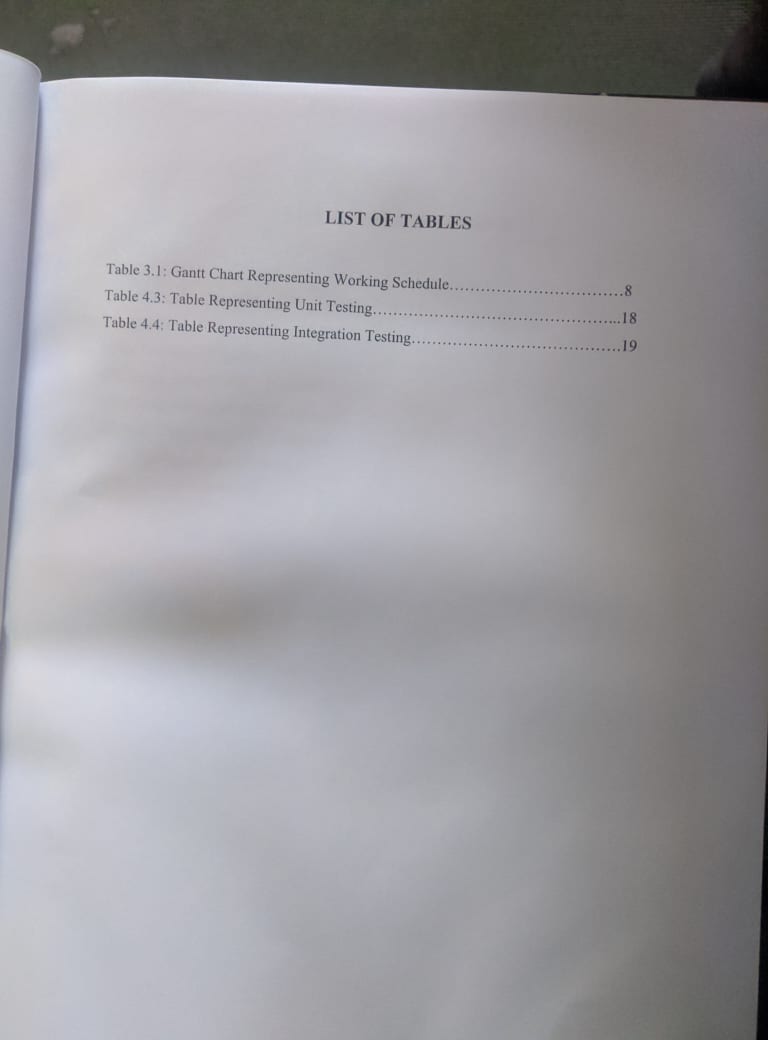 LIST OF TABLES
Table 3.1: Gantt Chart Representing Working Schedule.................................8
Table 4.3: Table Representing Unit Testing.................................................18
Table 4.4: Table Representing Integration Testing.........................................19